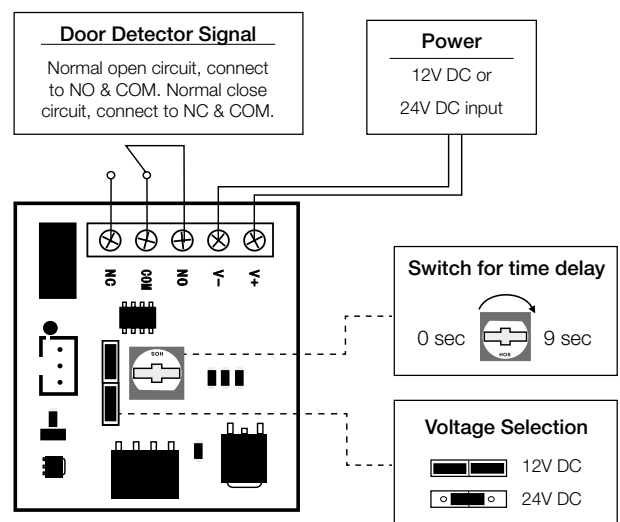 Door Detector Signal
Normal open circuit, connect
to NO & COM. Normal close
circuit, connect to NC & COM.
Power
12V DC or
24V DC input
NC
COM
NO
V-
V+
SOH
Switch for time delay
0 sec
9 sec
HOS
Voltage Selection
12V DC
24V DC